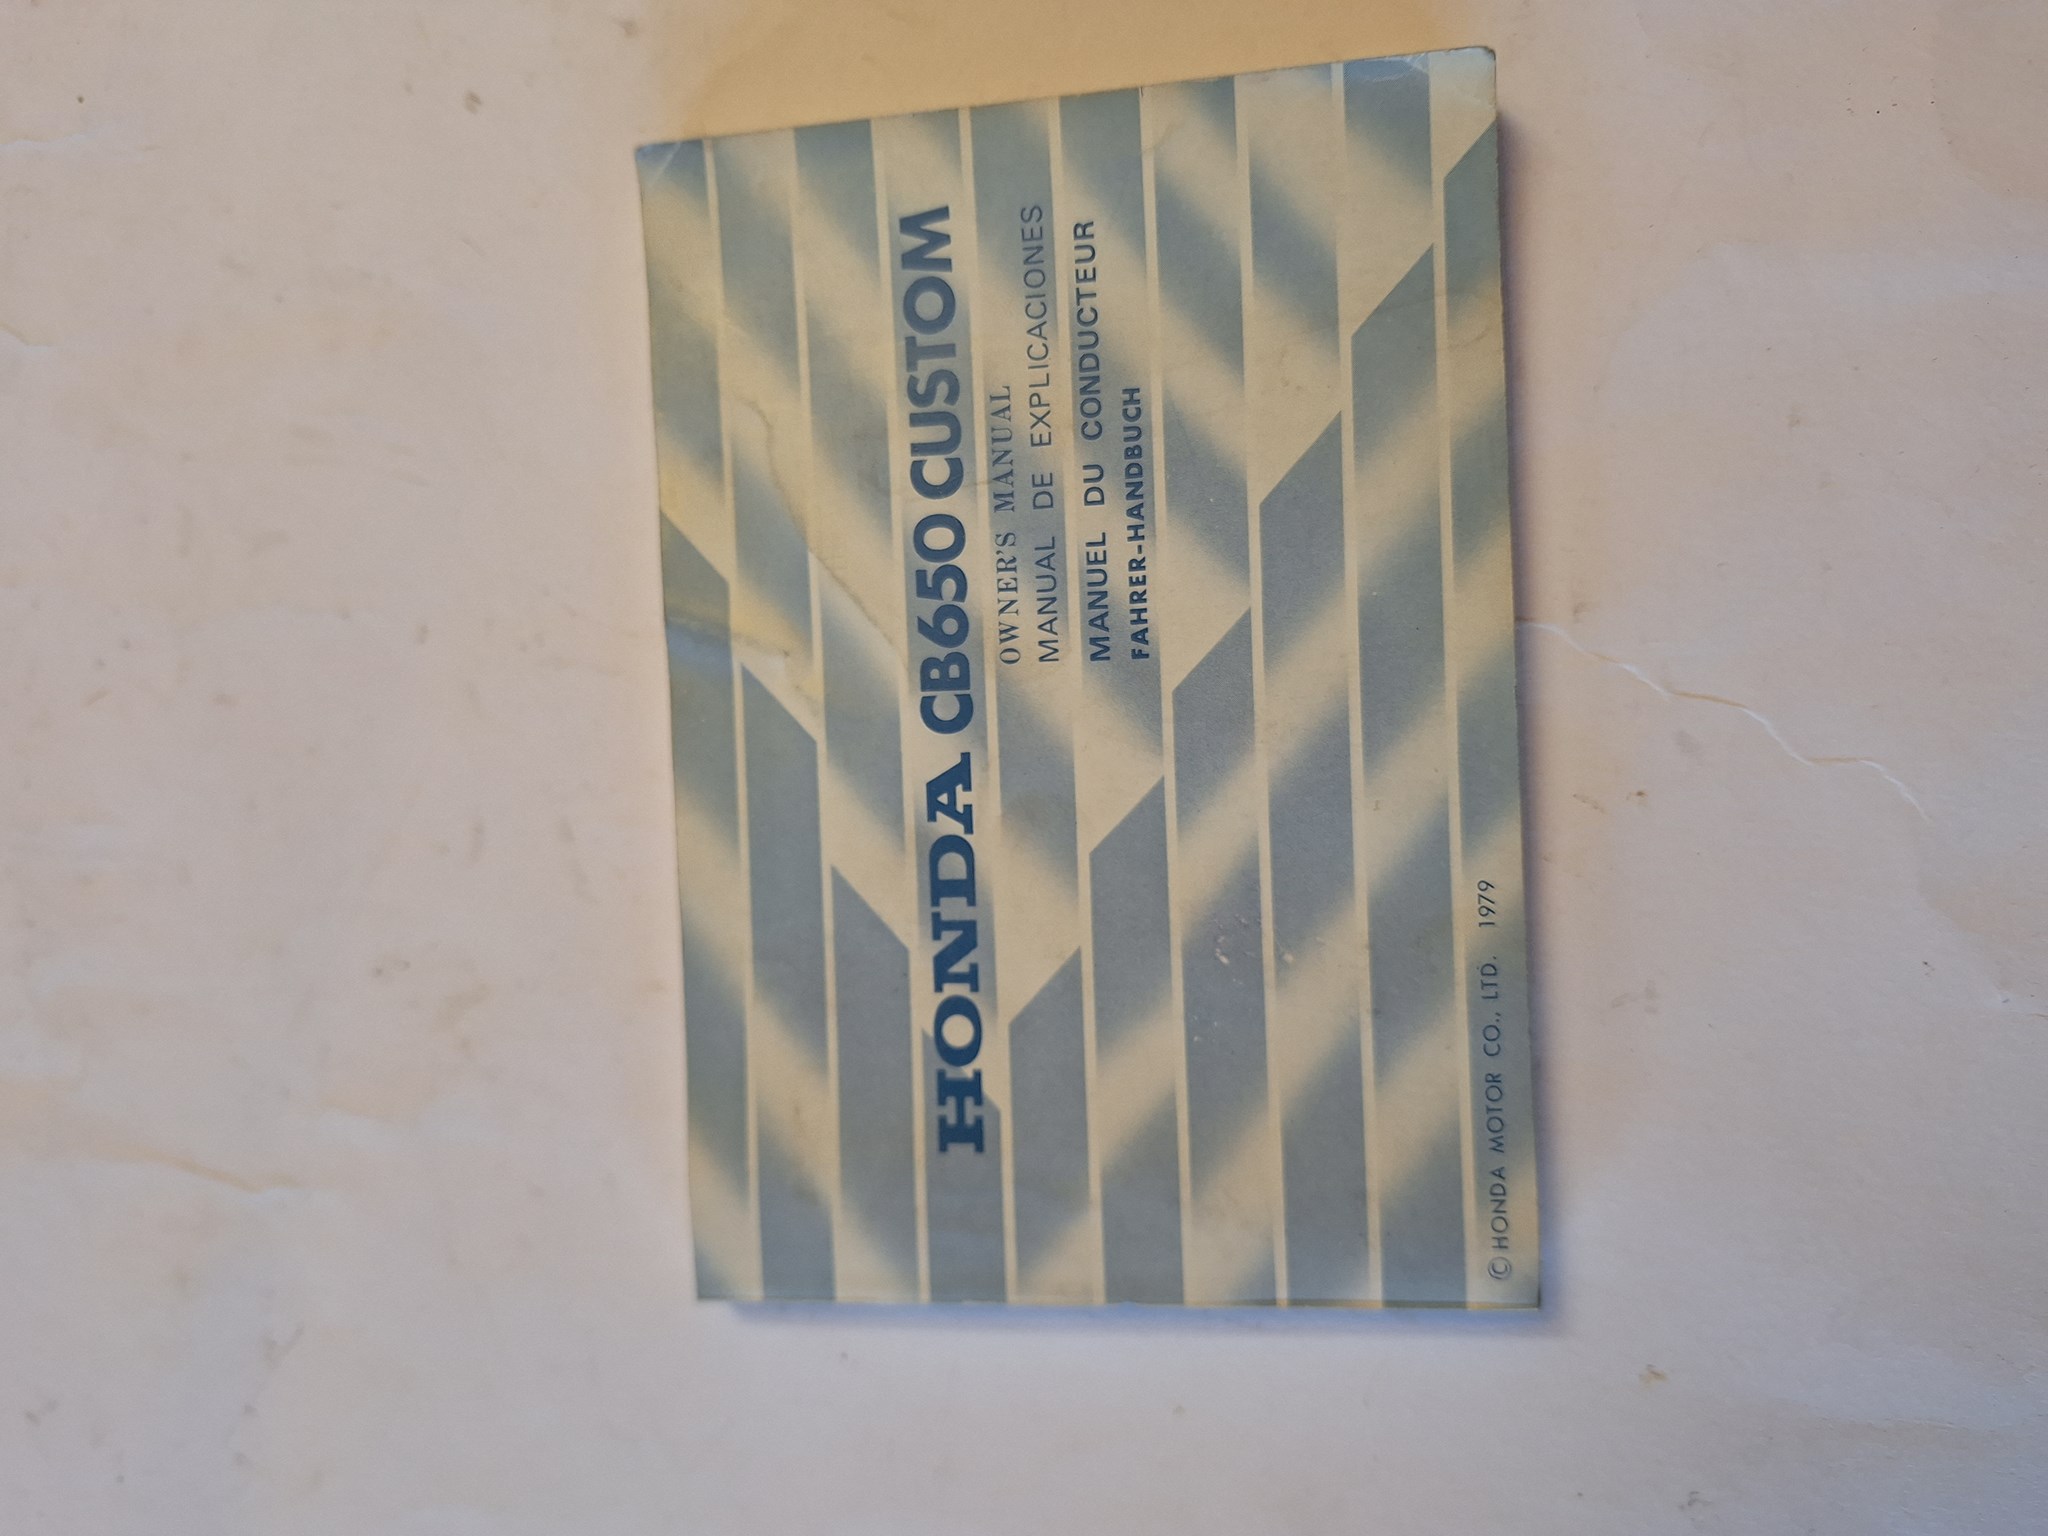 HONDA CB650 CUSTOM
OWNER'S MANUAL
MANUAL DE EXPLICACIONES
MANUEL DU CONDUCTEUR
FAHRER-HANDBUCH
© HONDA MOTOR CO., LTD. 1979